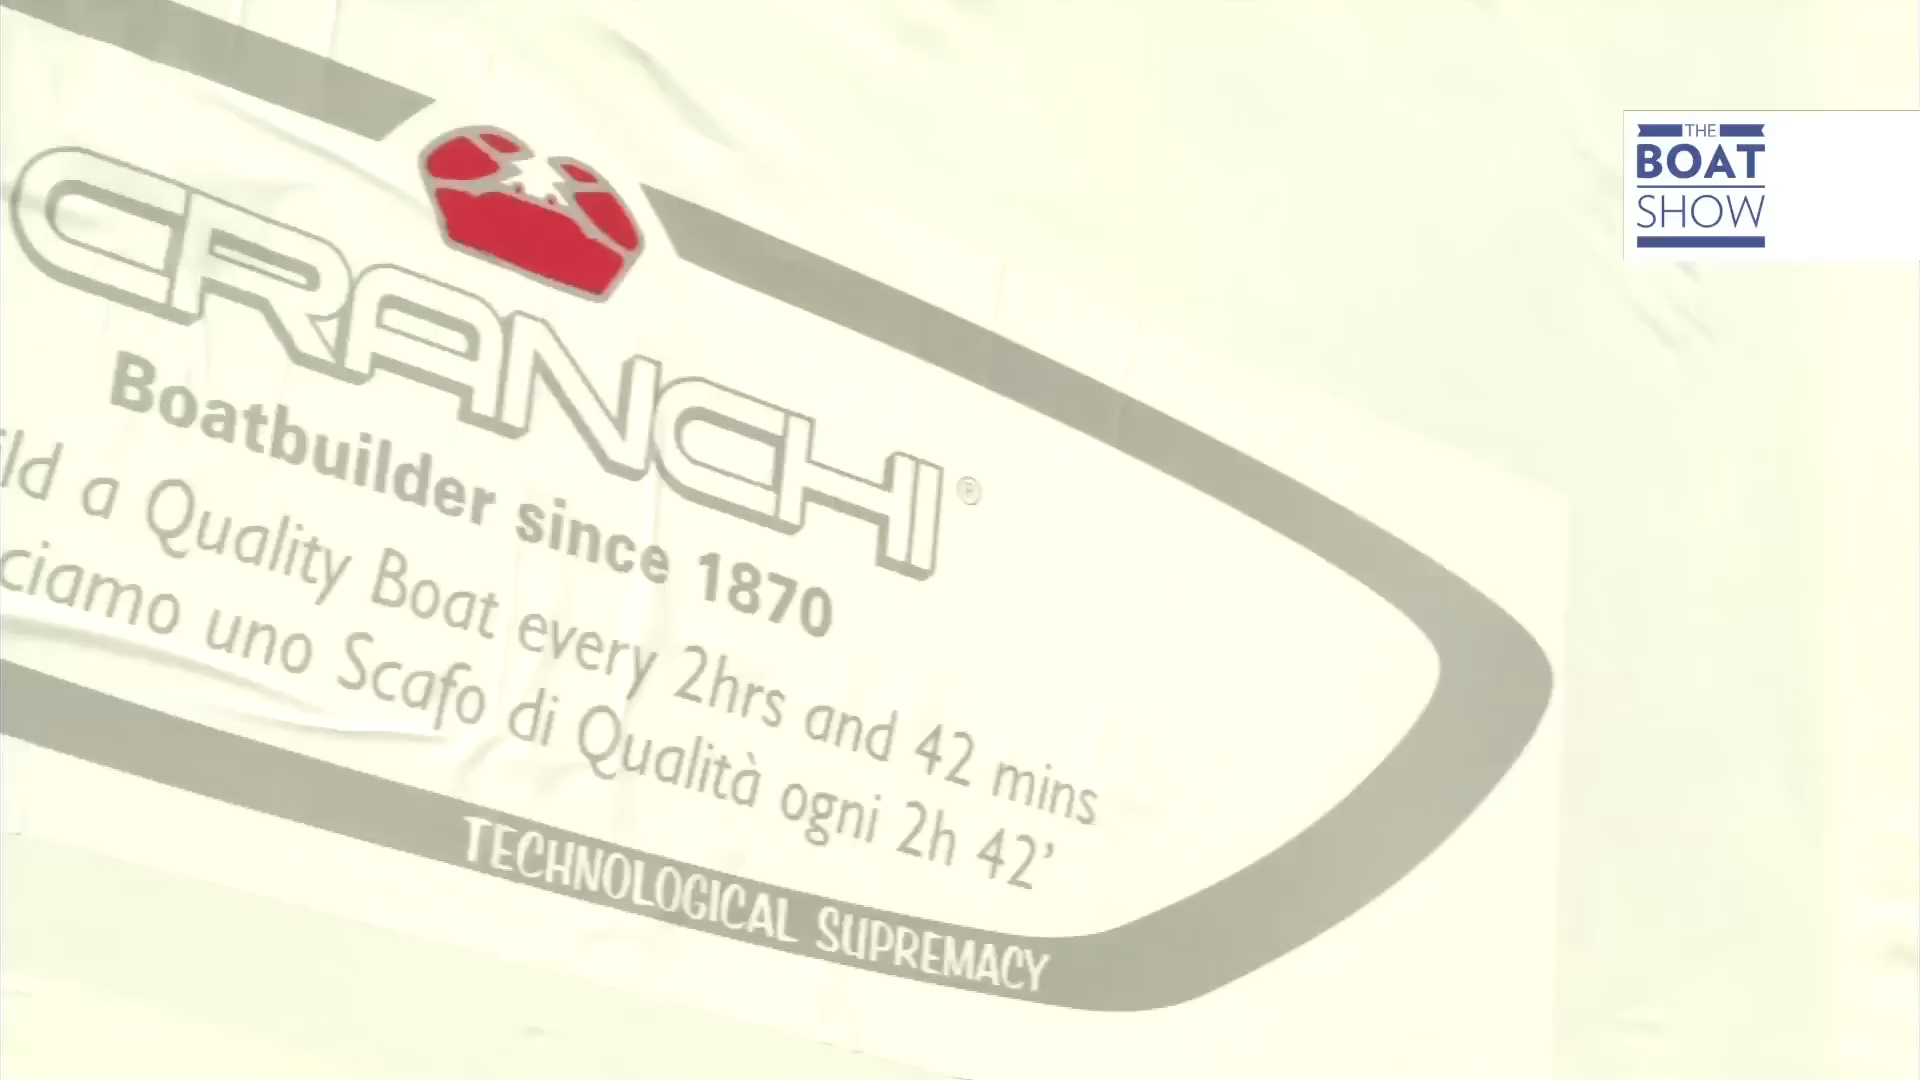 CRANCHI®
Boatbuilder since 1870
ild a Quality Boat every 2hrs and 42 mins
ciamo uno Scafo di Qualità ogni 2h 42’
TECHNOLOGICAL SUPREMACY
THE
BOAT
SHOW